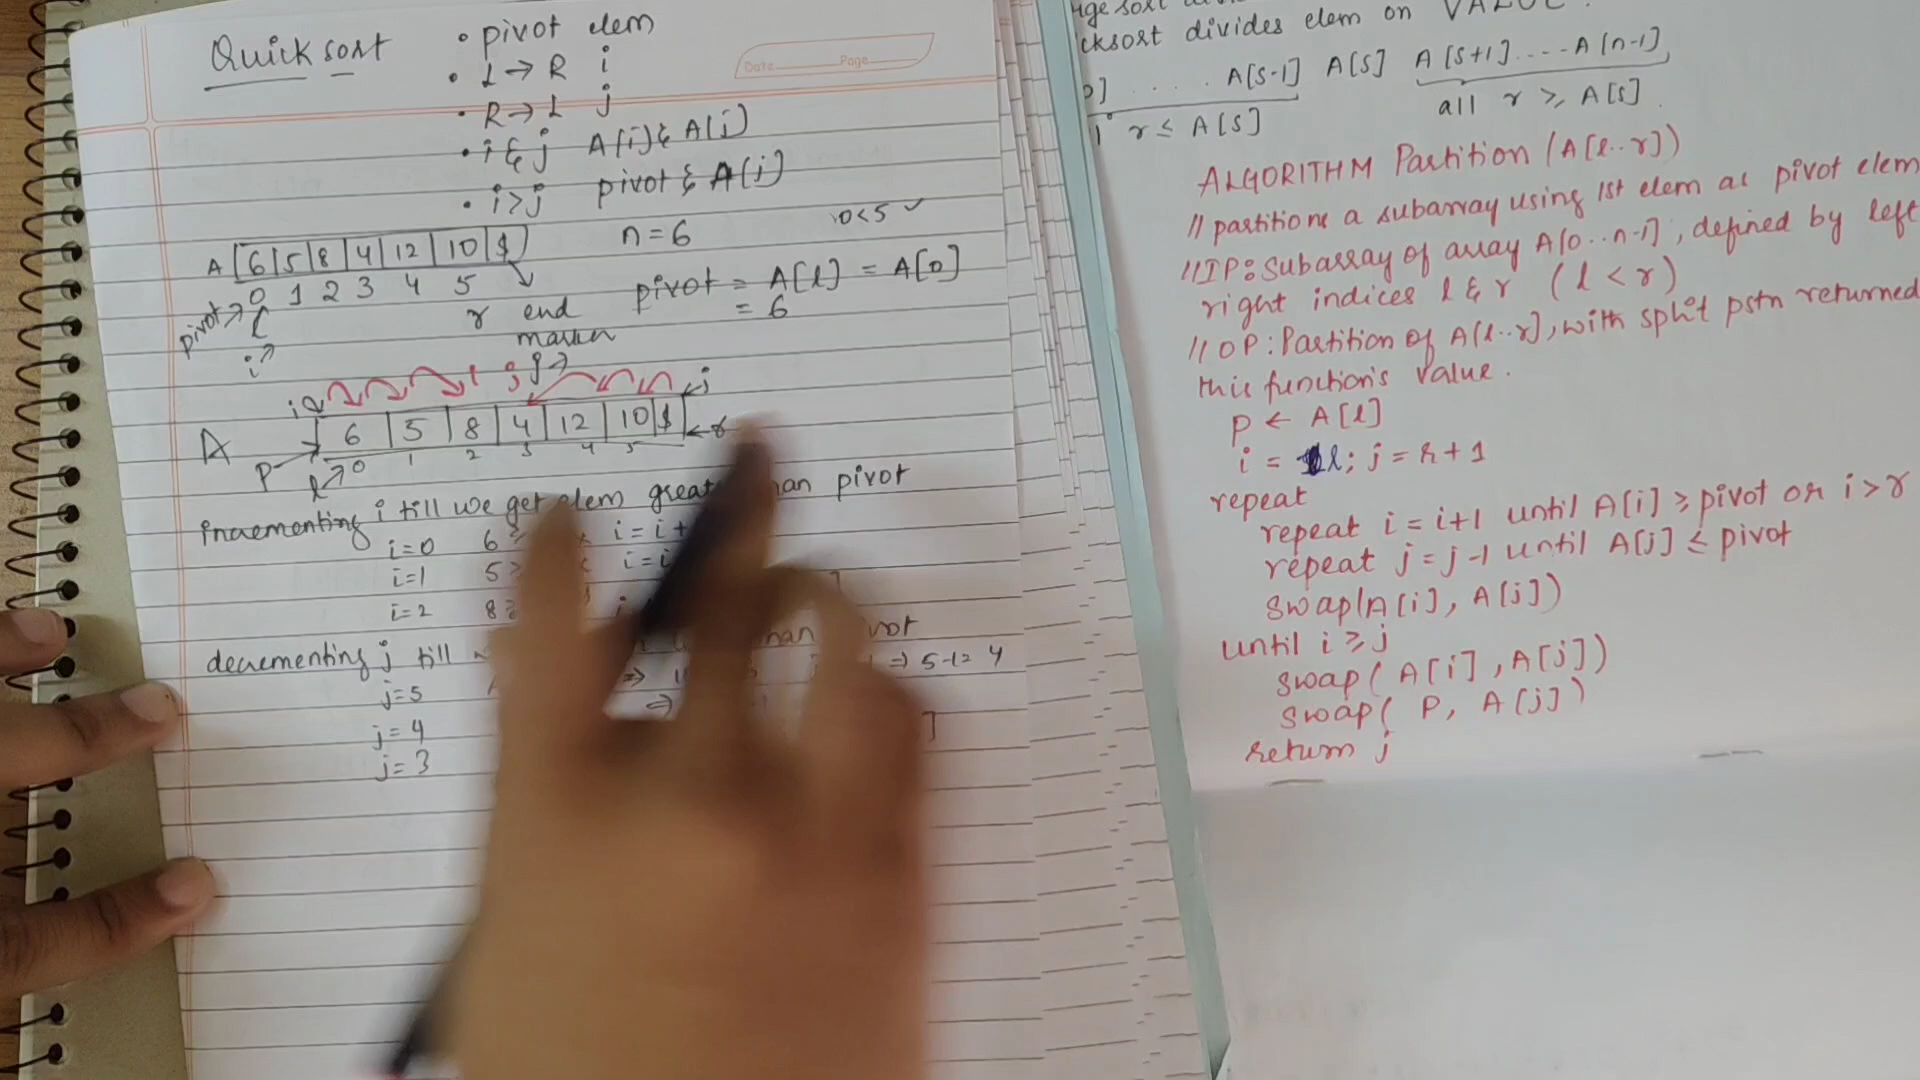 Quick sort
• pivot elem
• L → R i
• R → L j
• i & j A[i] & A[j]
• i > j pivot & A[j]
A 6 5 8 4 12 10 $
n = 6
0 < 5 ✓
0 1 2 3 4 5
pivot → l
i →
r end
marker
pivot = A[l] = A[0]
= 6
i j j
A 6 5 8 4 12 10 $ ← r
P l 0 1 2 3 4 5
incrementing i till we get elem pivot
i=0 6
i=1 5 >
i=2 8 ≥
decrementing j till
j=5 ⇒ 5-1= 4
j= 4
j= 3
cksort divides elem on VALUE.
A[s-1] A[s] A[s+1]....A[n-1]
r ≤ A[s] all r ≥ A[s]
ALGORITHM Partition (A[l..r])
// partitions a subarray using 1st elem as pivot elem
// IP: Subarray of array A[0..n-1], defined by left
right indices l & r (l < r)
// OP: Partition of A[l..r], with split pstn returned
this function's value.
p ← A[l]
i = l; j = r+1
repeat
repeat i = i+1 until A[i] ≥ pivot or i > r
repeat j = j-1 until A[j] ≤ pivot
swap(A[i], A[j])
until i ≥ j
swap( A[i], A[j])
swap( P, A[j])
return j